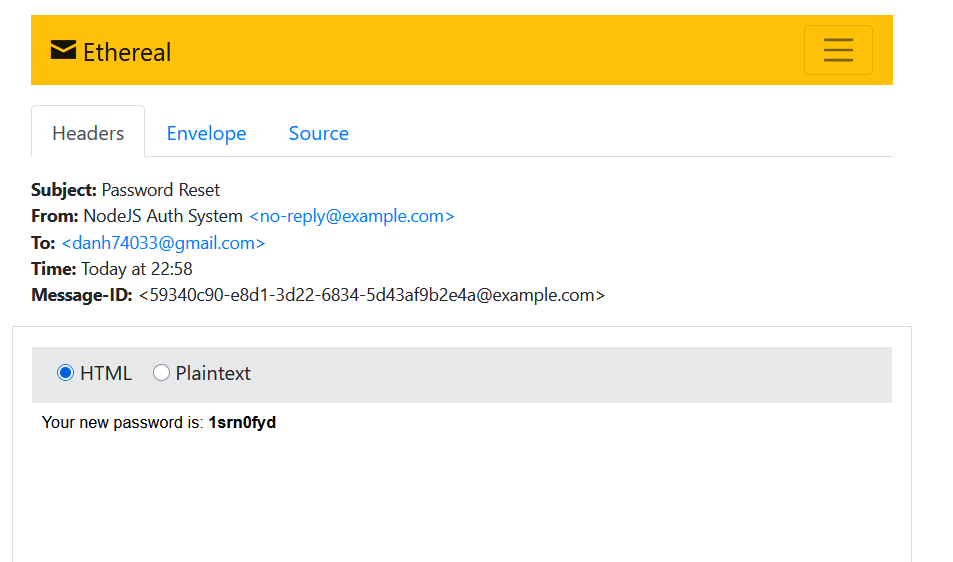 Ethereal
Headers Envelope Source
Subject: Password Reset
From: NodeJS Auth System <no-reply@example.com>
To: <danh74033@gmail.com>
Time: Today at 22:58
Message-ID: <59340c90-e8d1-3d22-6834-5d43af9b2e4a@example.com>
HTML Plaintext
Your new password is: 1srn0fyd